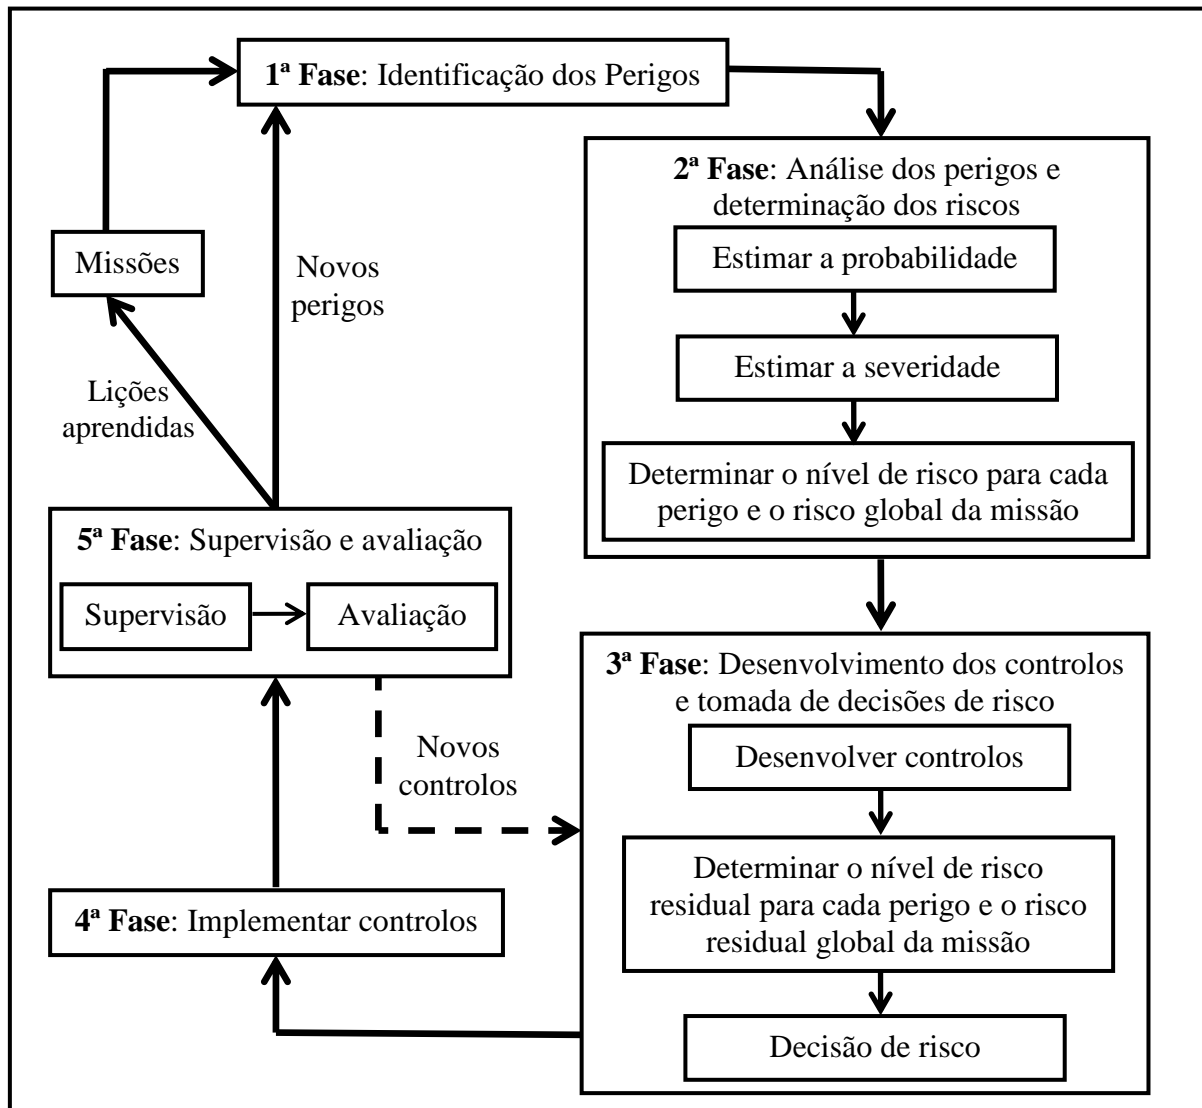 1ª Fase: Identificação dos Perigos
2ª Fase: Análise dos perigos e
determinação dos riscos
Estimar a probabilidade
Estimar a severidade
Determinar o nível de risco para cada
perigo e o risco global da missão
3ª Fase: Desenvolvimento dos controlos
e tomada de decisões de risco
Desenvolver controlos
Determinar o nível de risco
residual para cada perigo e o risco
residual global da missão
Decisão de risco
4ª Fase: Implementar controlos
5ª Fase: Supervisão e avaliação
Supervisão
Avaliação
Novos
controlos
Lições
aprendidas
Novos
perigos
Missões